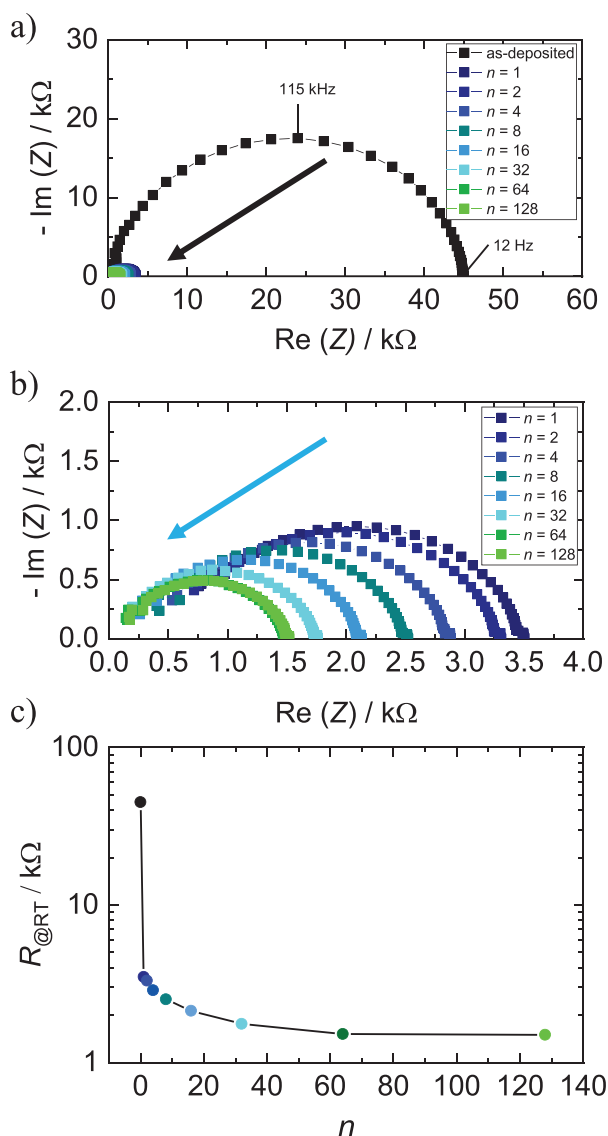 a)
30
20
10
0
- Im (Z) / kΩ
115 kHz
12 Hz
as-deposited
n = 1
n = 2
n = 4
n = 8
n = 16
n = 32
n = 64
n = 128
0 10 20 30 40 50 60
Re (Z) / kΩ
b)
2.0
1.5
1.0
0.5
0.0
- Im (Z) / kΩ
n = 1
n = 2
n = 4
n = 8
n = 16
n = 32
n = 64
n = 128
0.0 0.5 1.0 1.5 2.0 2.5 3.0 3.5 4.0
Re (Z) / kΩ
c)
100
10
1
R@RT / kΩ
0 20 40 60 80 100 120 140
n